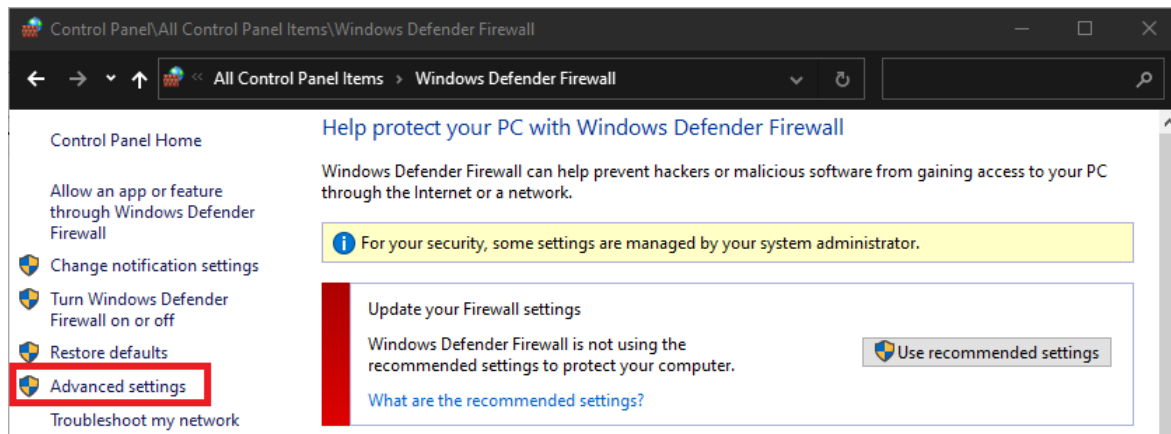 Control Panel\All Control Panel Items\Windows Defender Firewall
All Control Panel Items > Windows Defender Firewall
Control Panel Home
Allow an app or feature
through Windows Defender
Firewall
Change notification settings
Turn Windows Defender
Firewall on or off
Restore defaults
Advanced settings
Troubleshoot my network
Help protect your PC with Windows Defender Firewall
Windows Defender Firewall can help prevent hackers or malicious software from gaining access to your PC
through the Internet or a network.
For your security, some settings are managed by your system administrator.
Update your Firewall settings
Windows Defender Firewall is not using the
recommended settings to protect your computer.
Use recommended settings
What are the recommended settings?